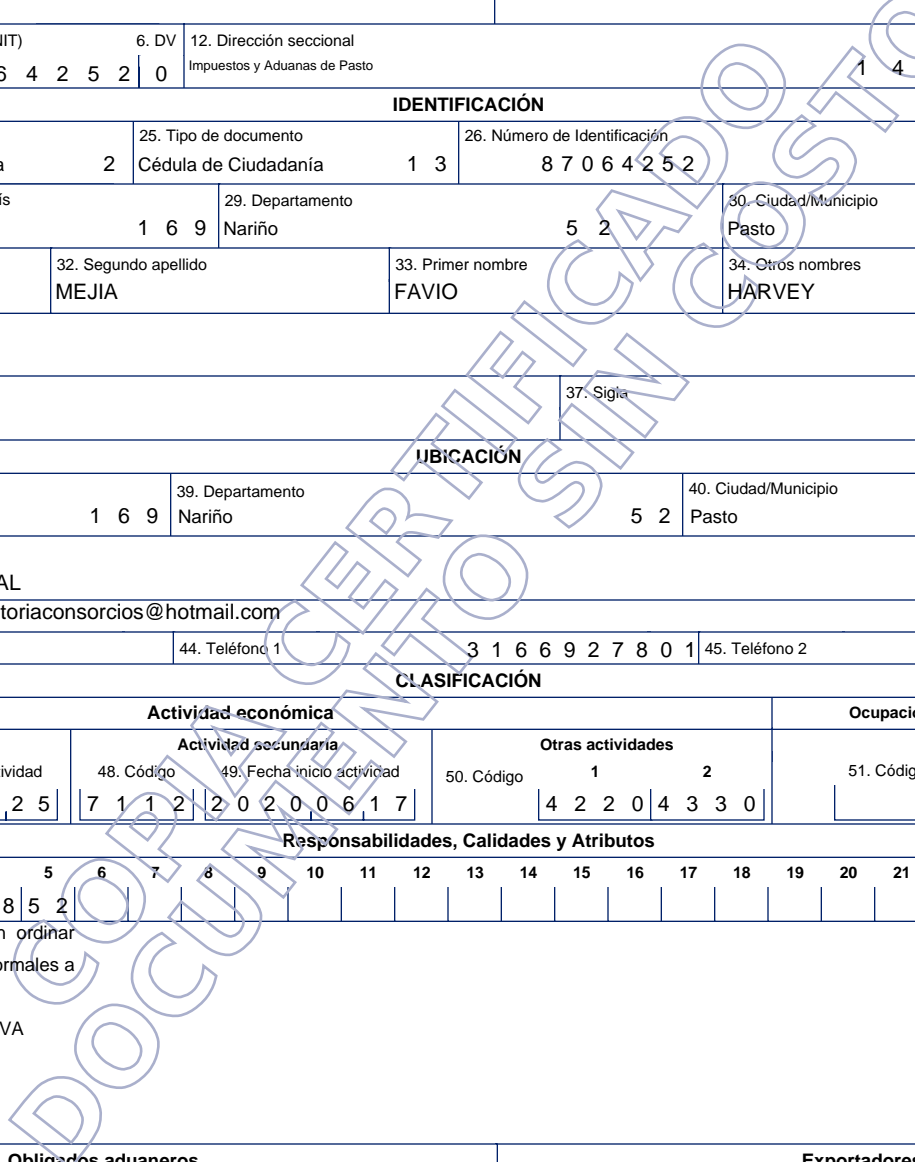 NIT) 6. DV 12. Dirección seccional
6 4 2 5 2 0 Impuestos y Aduanas de Pasto 1 4
IDENTIFICACIÓN
25. Tipo de documento 26. Número de Identificación
a 2 Cédula de Ciudadanía 1 3 8 7 0 6 4 2 5 2
ís 29. Departamento 30. Ciudad/Municipio
1 6 9 Nariño 5 2 Pasto
32. Segundo apellido 33. Primer nombre 34. Otros nombres
MEJIA FAVIO HARVEY
37. Sigla
UBICACIÓN
39. Departamento 40. Ciudad/Municipio
1 6 9 Nariño 5 2 Pasto
AL
toriaconsorcios@hotmail.com
44. Teléfono 1 3 1 6 6 9 2 7 8 0 1 45. Teléfono 2
CLASIFICACIÓN
Actividad económica Ocupació
Actividad secundaria Otras actividades
ividad 48. Código 49. Fecha inicio actividad 50. Código 1 2 51. Códig
2 5 7 1 1 2 2 0 2 0 0 6 1 7 4 2 2 0 4 3 3 0
Responsabilidades, Calidades y Atributos
5 6 7 8 9 10 11 12 13 14 15 16 17 18 19 20 21
8 5 2
n ordinar
ormales a
VA
Obligados aduaneros Exportadores
COPIA CERTIFICADO
DOCUMENTO SIN COSTO